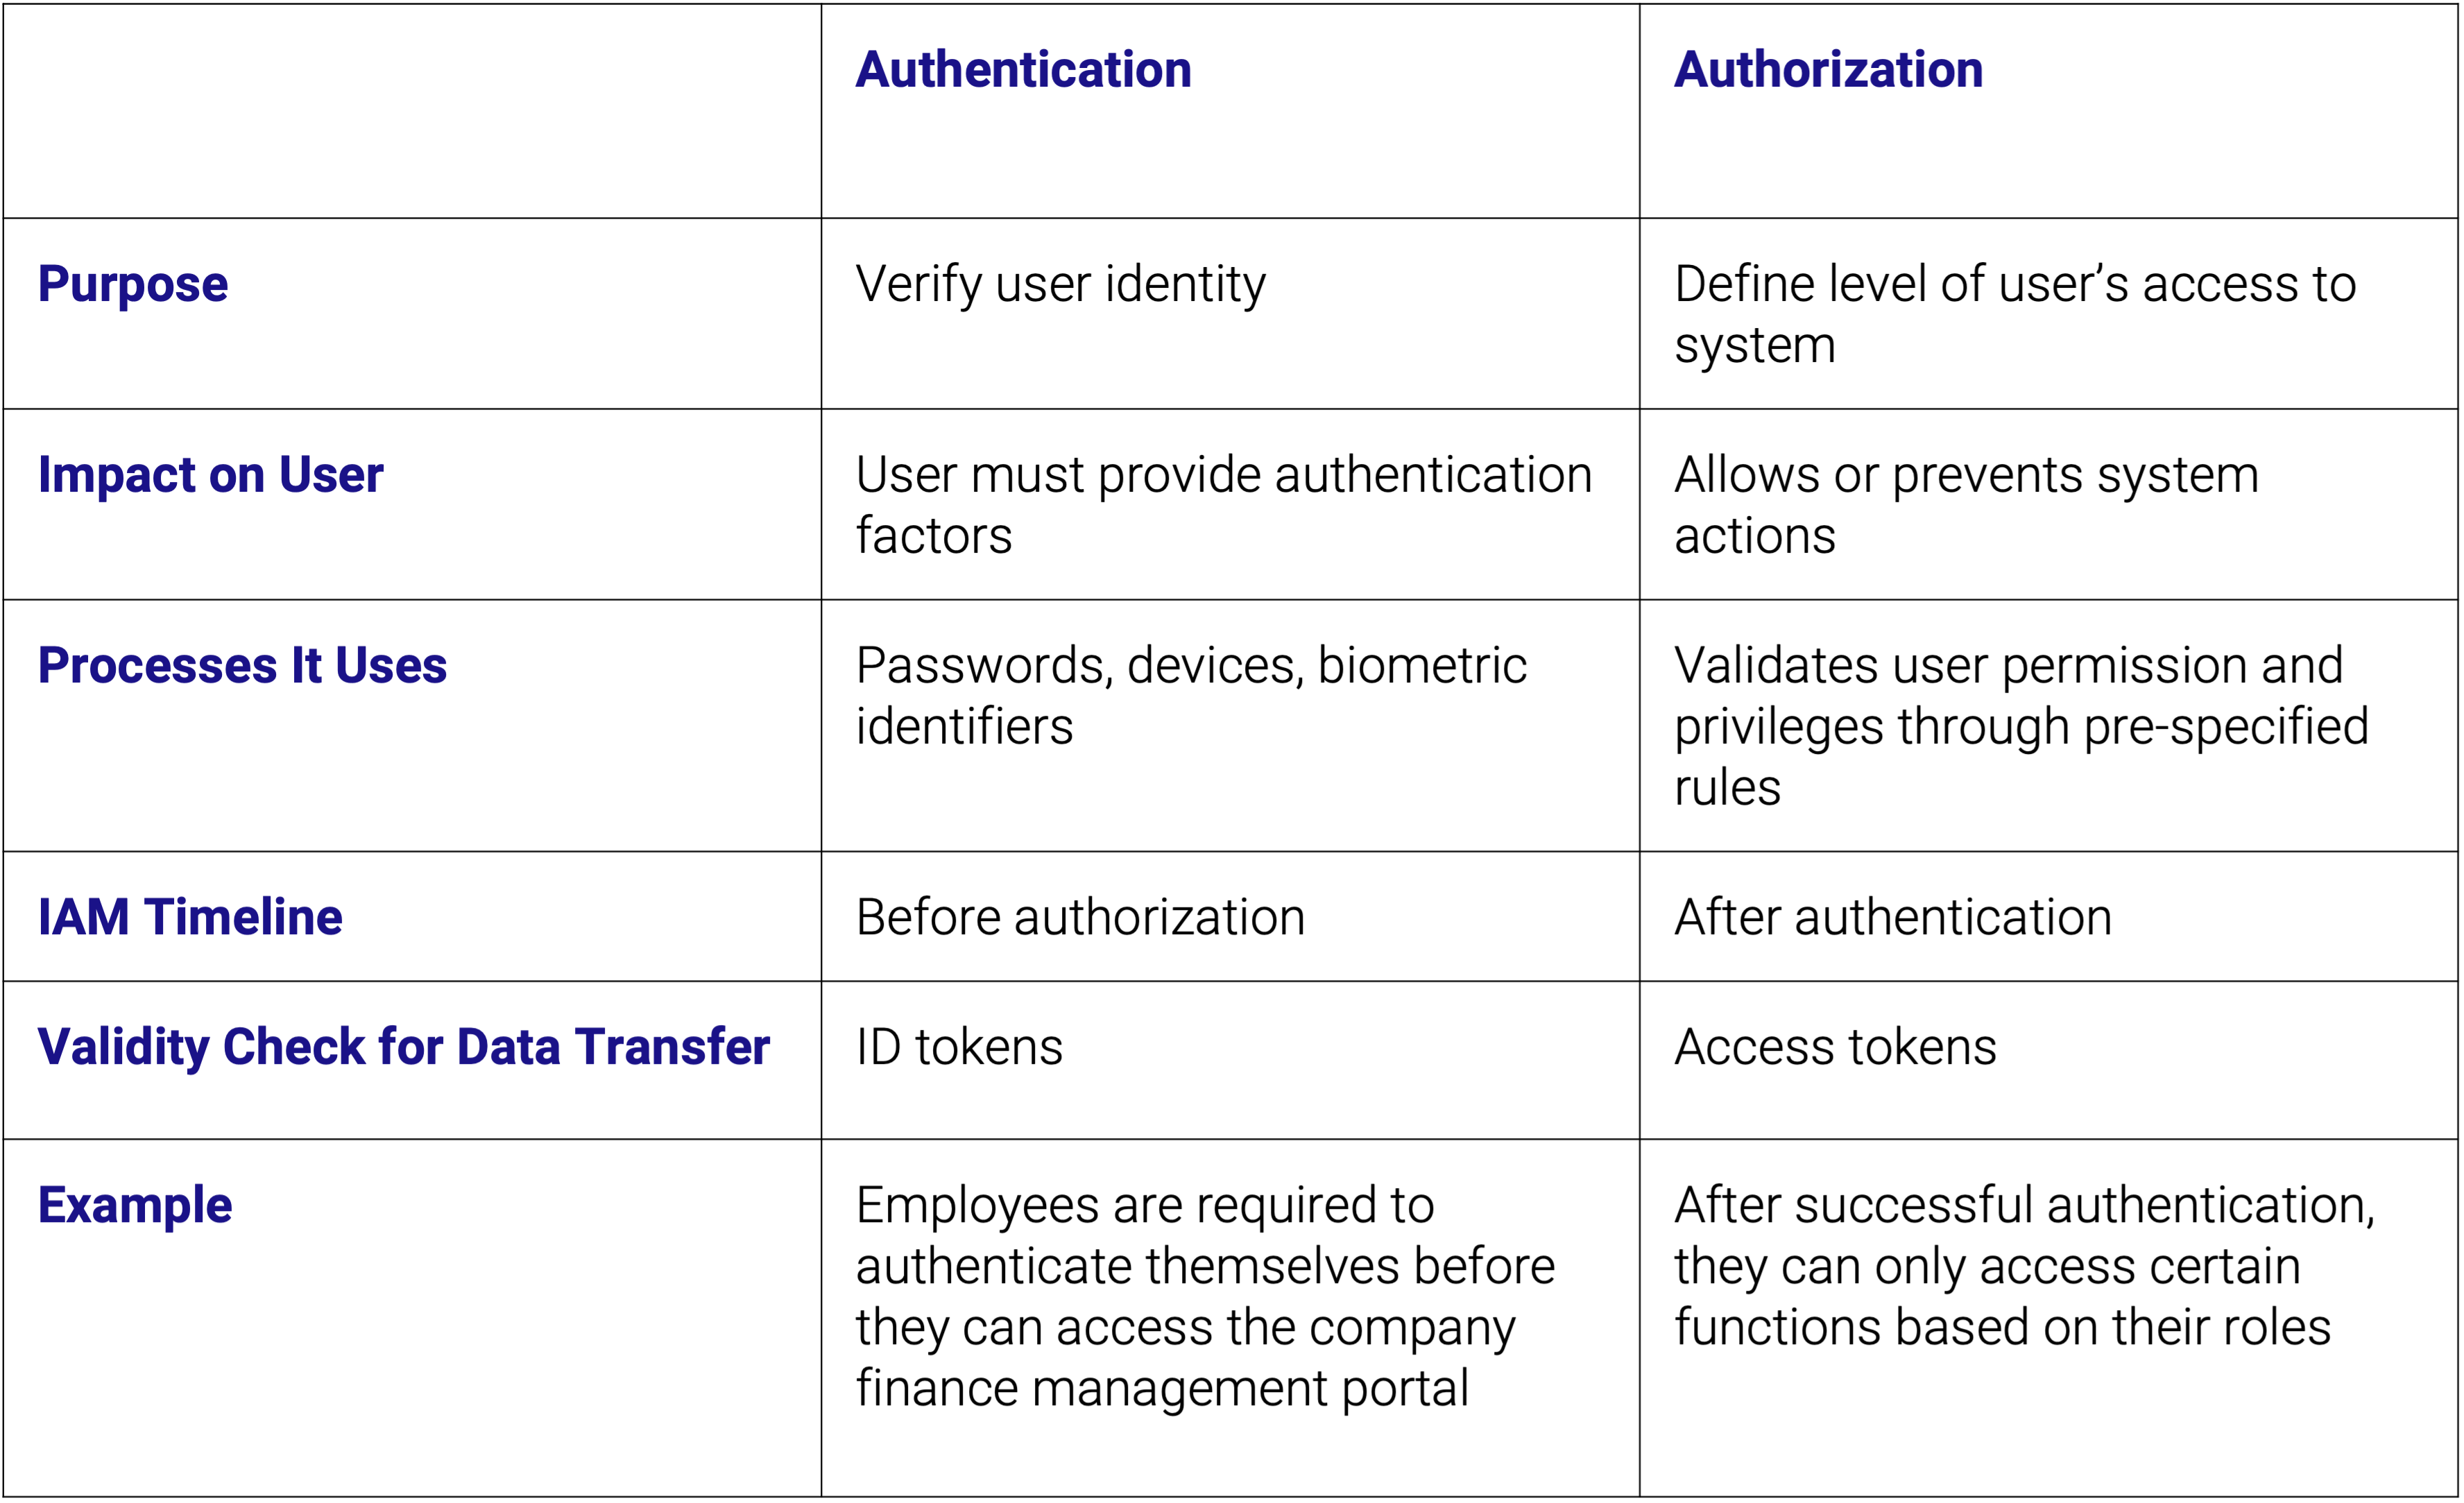 Authentication
Authorization
Purpose
Verify user identity
Define level of user’s access to
system
Impact on User
User must provide authentication
factors
Allows or prevents system
actions
Processes It Uses
Passwords, devices, biometric
identifiers
Validates user permission and
privileges through pre-specified
rules
IAM Timeline
Before authorization
After authentication
Validity Check for Data Transfer
ID tokens
Access tokens
Example
Employees are required to
authenticate themselves before
they can access the company
finance management portal
After successful authentication,
they can only access certain
functions based on their roles